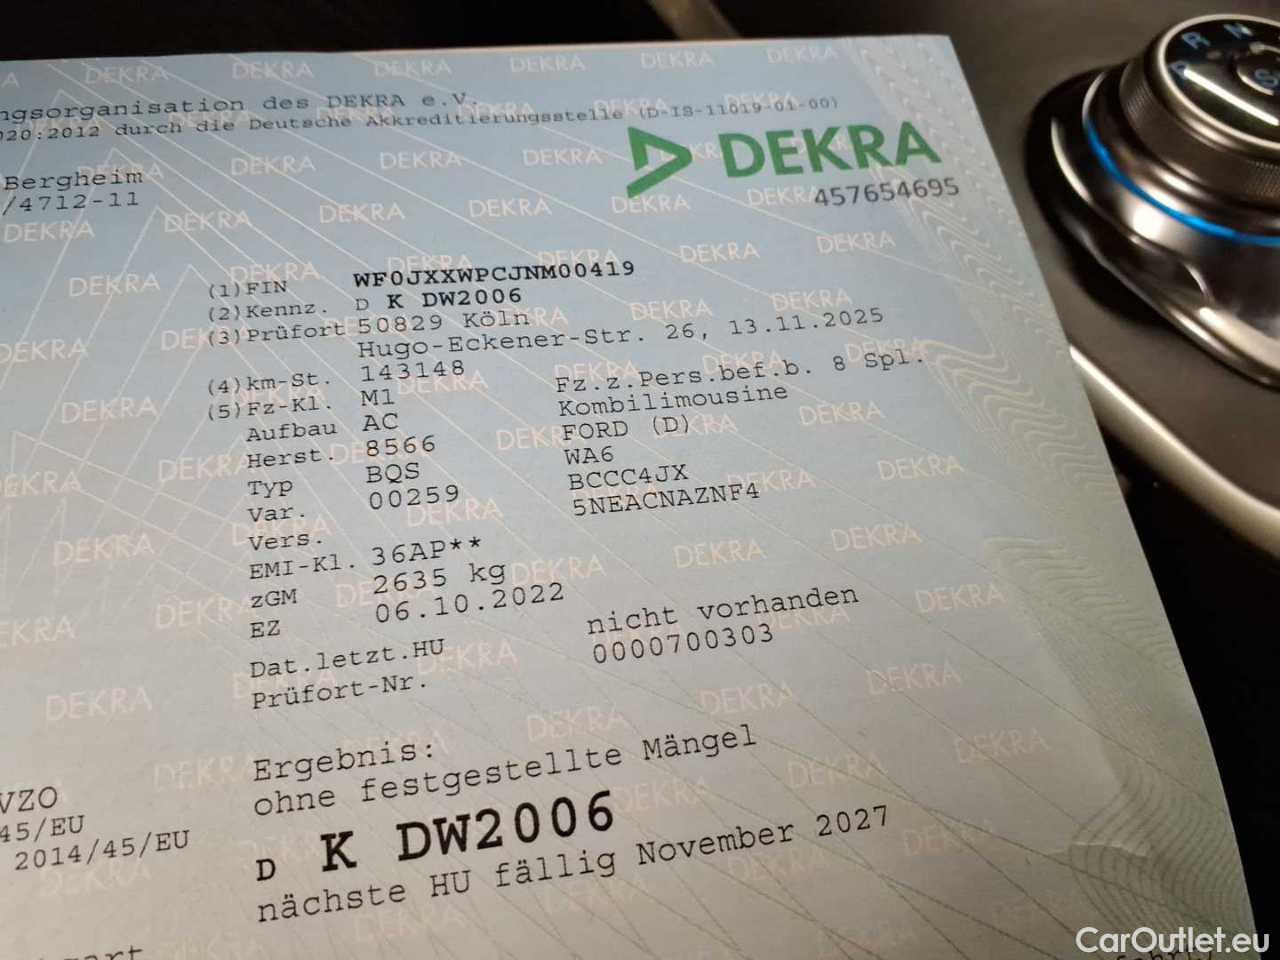 ngsorganisation des DEKRA e.V.
020:2012 durch die Deutsche Akkreditierungsstelle (D-IS-11019-01-00)
DEKRA
457654695
Bergheim
/4712-11
(1) FIN WF0JXXWPCJNM00419
(2) Kennz. D K DW2006
(3) Prüfort 50829 Köln
Hugo-Eckener-Str. 26, 13.11.2025
(4) km-St. 143148
(5) Fz-Kl. M1 Fz.z.Pers.bef.b. 8 Spl.
Aufbau AC Kombilimousine
Herst. 8566 FORD (D)
Typ BQS WA6
Var. 00259 BCCC4JX
Vers. 5NEACNAZNF4
EMI-Kl. 36AP**
zGM 2635 kg
EZ 06.10.2022
Dat.letzt.HU nicht vorhanden
Prüfort-Nr. 0000700303
Ergebnis:
ohne festgestellte Mängel
D K DW2006
nächste HU fällig November 2027
VZO
45/EU
2014/45/EU
R N
CarOutlet.eu